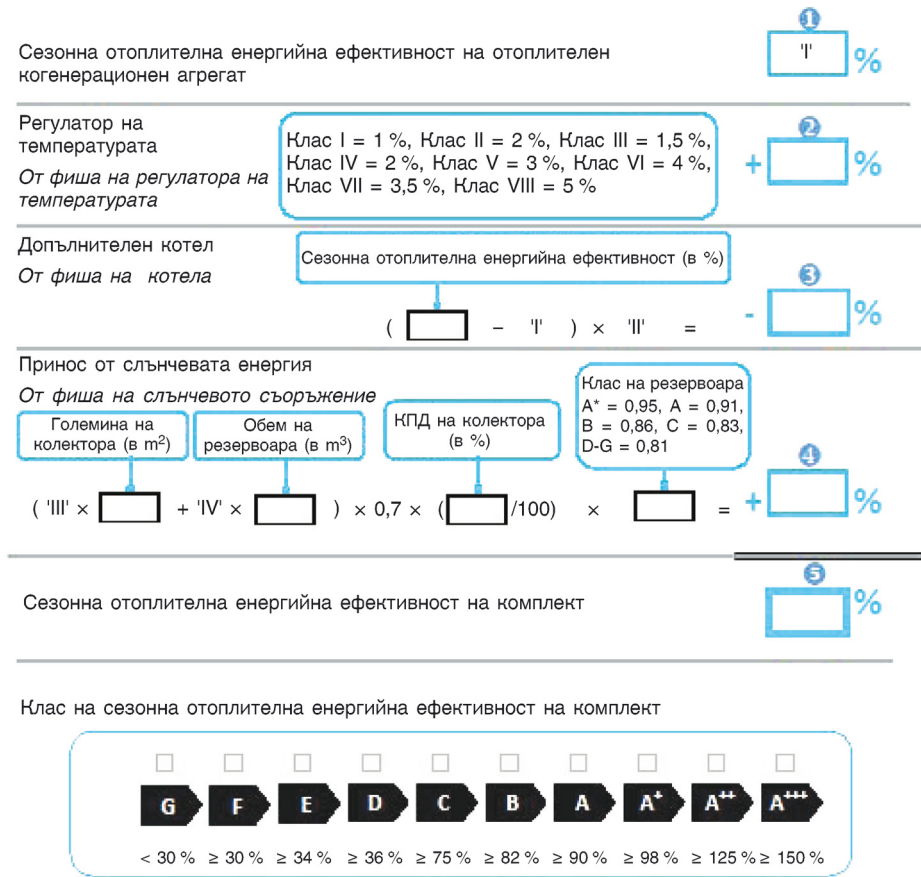 ❶
Сезонна отоплителна енергийна ефективност на отоплителен
когенерационен агрегат
'I' %
Регулатор на
температурата
От фиша на регулатора на
температурата
Клас I = 1 %, Клас II = 2 %, Клас III = 1,5 %,
Клас IV = 2 %, Клас V = 3 %, Клас VI = 4 %,
Клас VII = 3,5 %, Клас VIII = 5 %
❷
+ %
Допълнителен котел
От фиша на котела
Сезонна отоплителна енергийна ефективност (в %)
❸
( – 'I' ) × 'II' = - %
Принос от слънчевата енергия
От фиша на слънчевото съоръжение
Големина на
колектора (в m²)
Обем на
резервоара (в m³)
КПД на колектора
(в %)
Клас на резервоара
A* = 0,95, A = 0,91,
B = 0,86, C = 0,83,
D-G = 0,81
❹
( 'III' × + 'IV' × ) × 0,7 × ( /100) × = + %
❺
Сезонна отоплителна енергийна ефективност на комплект
%
Клас на сезонна отоплителна енергийна ефективност на комплект
G F E D C B A A⁺ A⁺⁺ A⁺⁺⁺
< 30 % ≥ 30 % ≥ 34 % ≥ 36 % ≥ 75 % ≥ 82 % ≥ 90 % ≥ 98 % ≥ 125 % ≥ 150 %